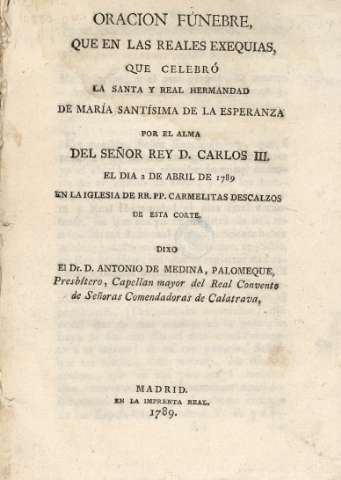 ORACION FÚNEBRE,
QUE EN LAS REALES EXEQUIAS,
QUE CELEBRÓ
LA SANTA Y REAL HERMANDAD
DE MARÍA SANTÍSIMA DE LA ESPERANZA
POR EL ALMA
DEL SEÑOR REY D. CARLOS III.
EL DIA 2 DE ABRIL DE 1789
EN LA IGLESIA DE RR. PP. CARMELITAS DESCALZOS
DE ESTA CORTE.
DIXO
El Dr. D. ANTONIO DE MEDINA, PALOMEQUE,
Presbítero, Capellan mayor del Real Convento
de Señoras Comendadoras de Calatrava,
MADRID.
EN LA IMPRENTA REAL.
1789.